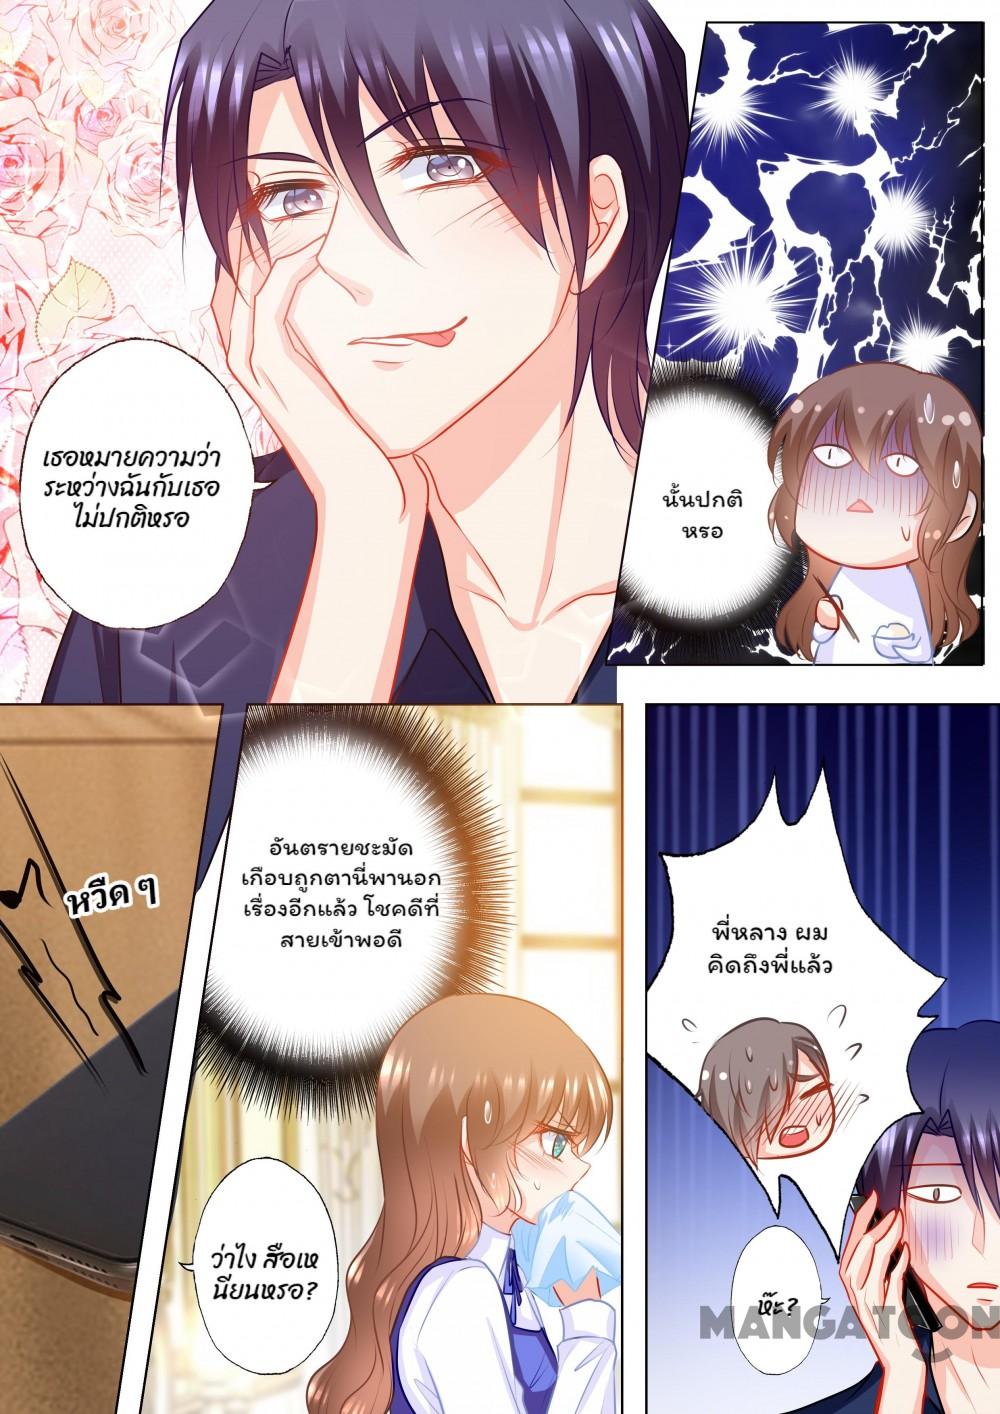 เธอหมายความว่า
ระหว่างฉันกับเธอ
ไม่ปกติหรอ
นั้นปกติ
หรอ
หวืด ๆ
อันตรายชะมัด
เกือบถูกตานี่พานอก
เรื่องอีกแล้ว โชคดีที่
สายเข้าพอดี
ว่าไง สือเห
นียนหรอ?
พี่หลาง ผม
คิดถึงพี่แล้ว
ห๊ะ?
MANGATOON